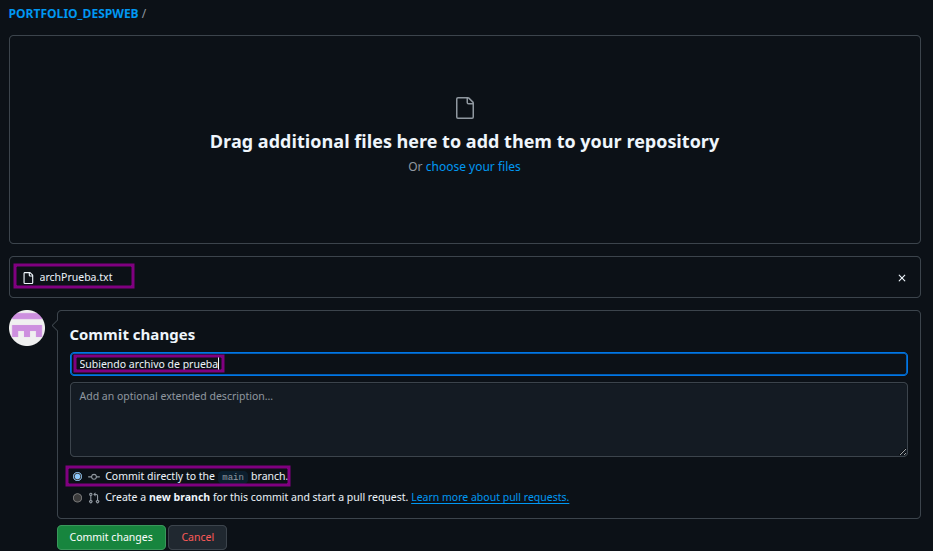 PORTFOLIO_DESPWEB /
Drag additional files here to add them to your repository
Or choose your files
archPrueba.txt
Commit changes
Subiendo archivo de prueba
Add an optional extended description...
Commit directly to the main branch.
Create a new branch for this commit and start a pull request. Learn more about pull requests.
Commit changes Cancel